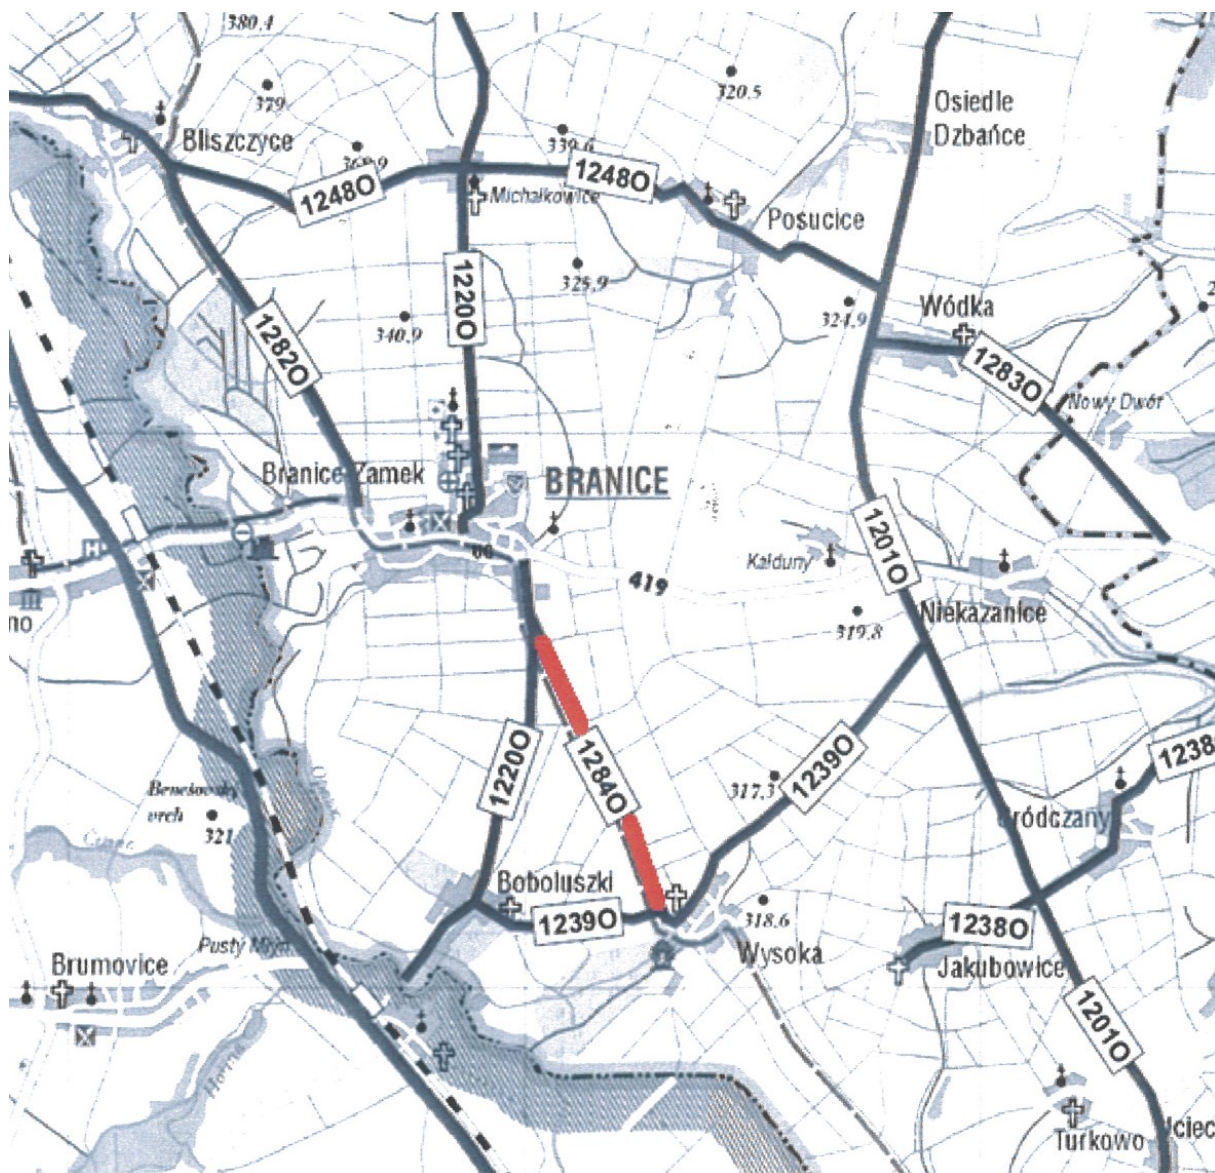 380.4
379
320.5
Osiedle
Dzbańce
Bliszczyce
339.6
1248O
1248O
Michałkowice
Posucice
325.9
1220O
324.9
Wódka
340.9
1282O
1283O
Nowy Dwór
Branice Zamek
BRANICE
1201O
Kałduny
419
Niekazanice
319.8
1220O
1284O
1239O
1238
317.3
vrch
321
Gródczany
Boboluszki
1239O
318.6
1238O
Pusty Młyn
Wysoka
Jakubowice
Brumovice
1201O
Turkowo